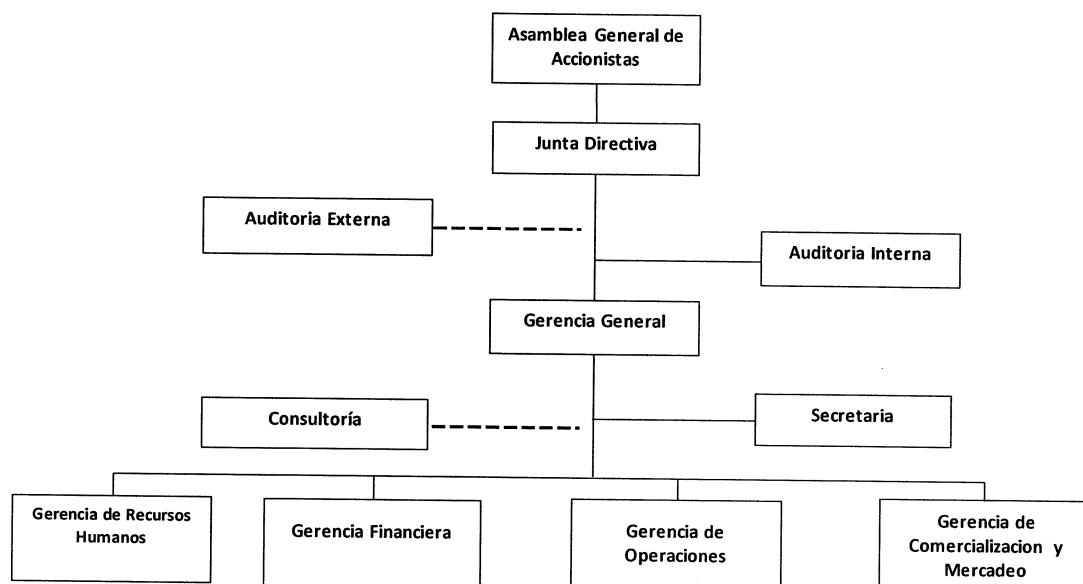 Asamblea General de
Accionistas
Junta Directiva
Auditoria Externa
Auditoria Interna
Gerencia General
Consultoría
Secretaria
Gerencia de Recursos
Humanos
Gerencia Financiera
Gerencia de
Operaciones
Gerencia de
Comercializacion y
Mercadeo